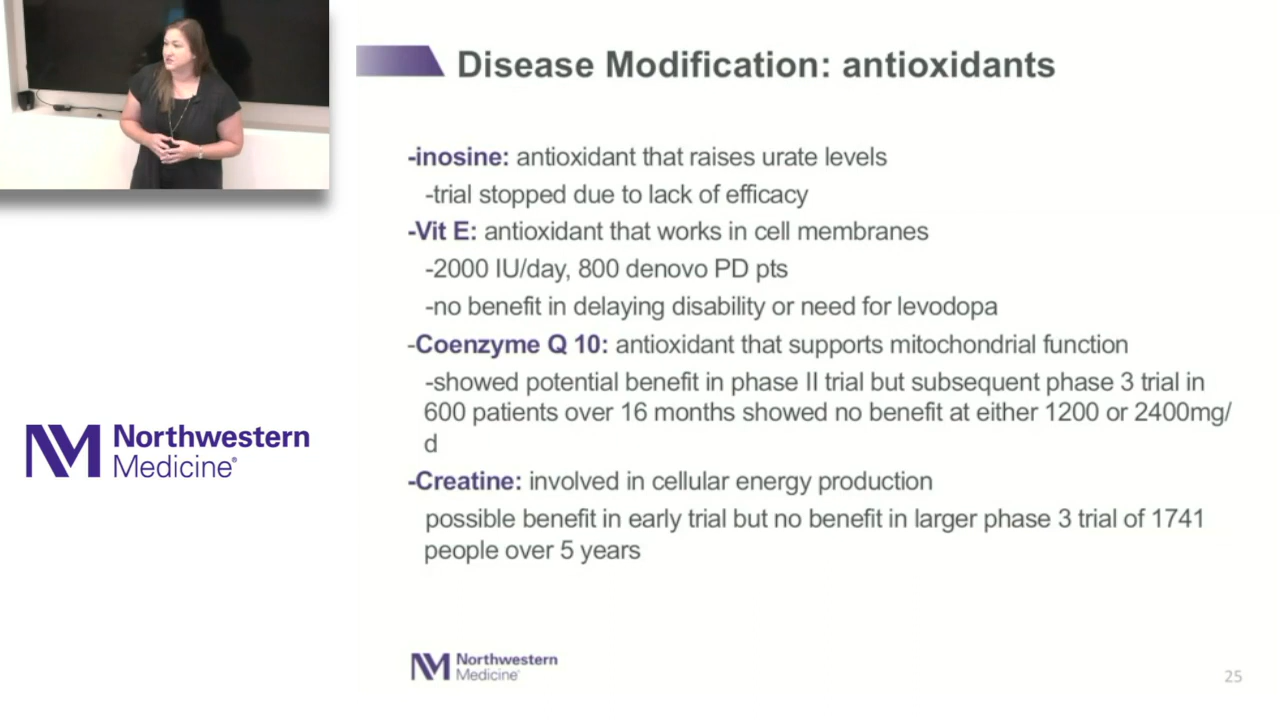 Disease Modification: antioxidants
-inosine: antioxidant that raises urate levels
-trial stopped due to lack of efficacy
-Vit E: antioxidant that works in cell membranes
-2000 IU/day, 800 denovo PD pts
-no benefit in delaying disability or need for levodopa
-Coenzyme Q 10: antioxidant that supports mitochondrial function
-showed potential benefit in phase II trial but subsequent phase 3 trial in
600 patients over 16 months showed no benefit at either 1200 or 2400mg/
d
-Creatine: involved in cellular energy production
possible benefit in early trial but no benefit in larger phase 3 trial of 1741
people over 5 years
Northwestern
Medicine®
Northwestern
Medicine®
25